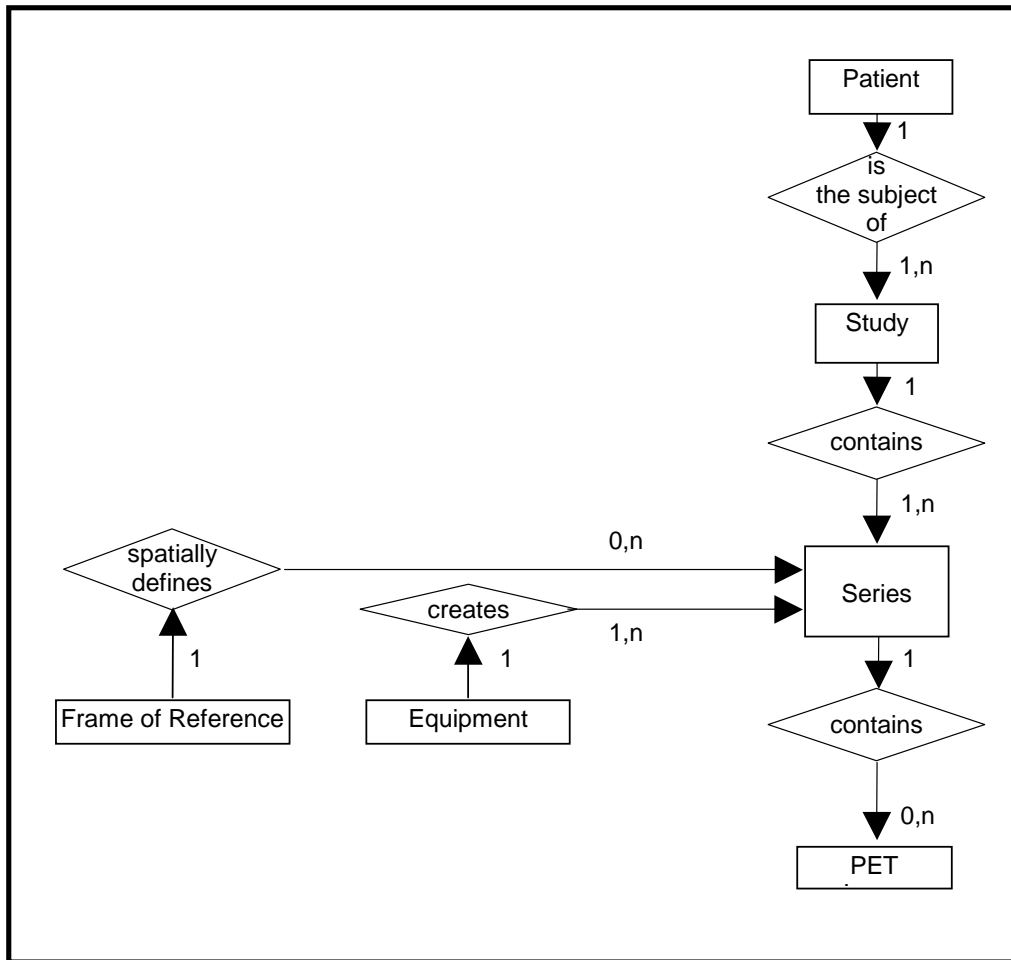 Patient
1
is
the subject
of
1,n
Study
1
contains
1,n
spatially
defines
0,n
Series
creates
1,n
1
1
1
Frame of Reference
Equipment
contains
0,n
PET